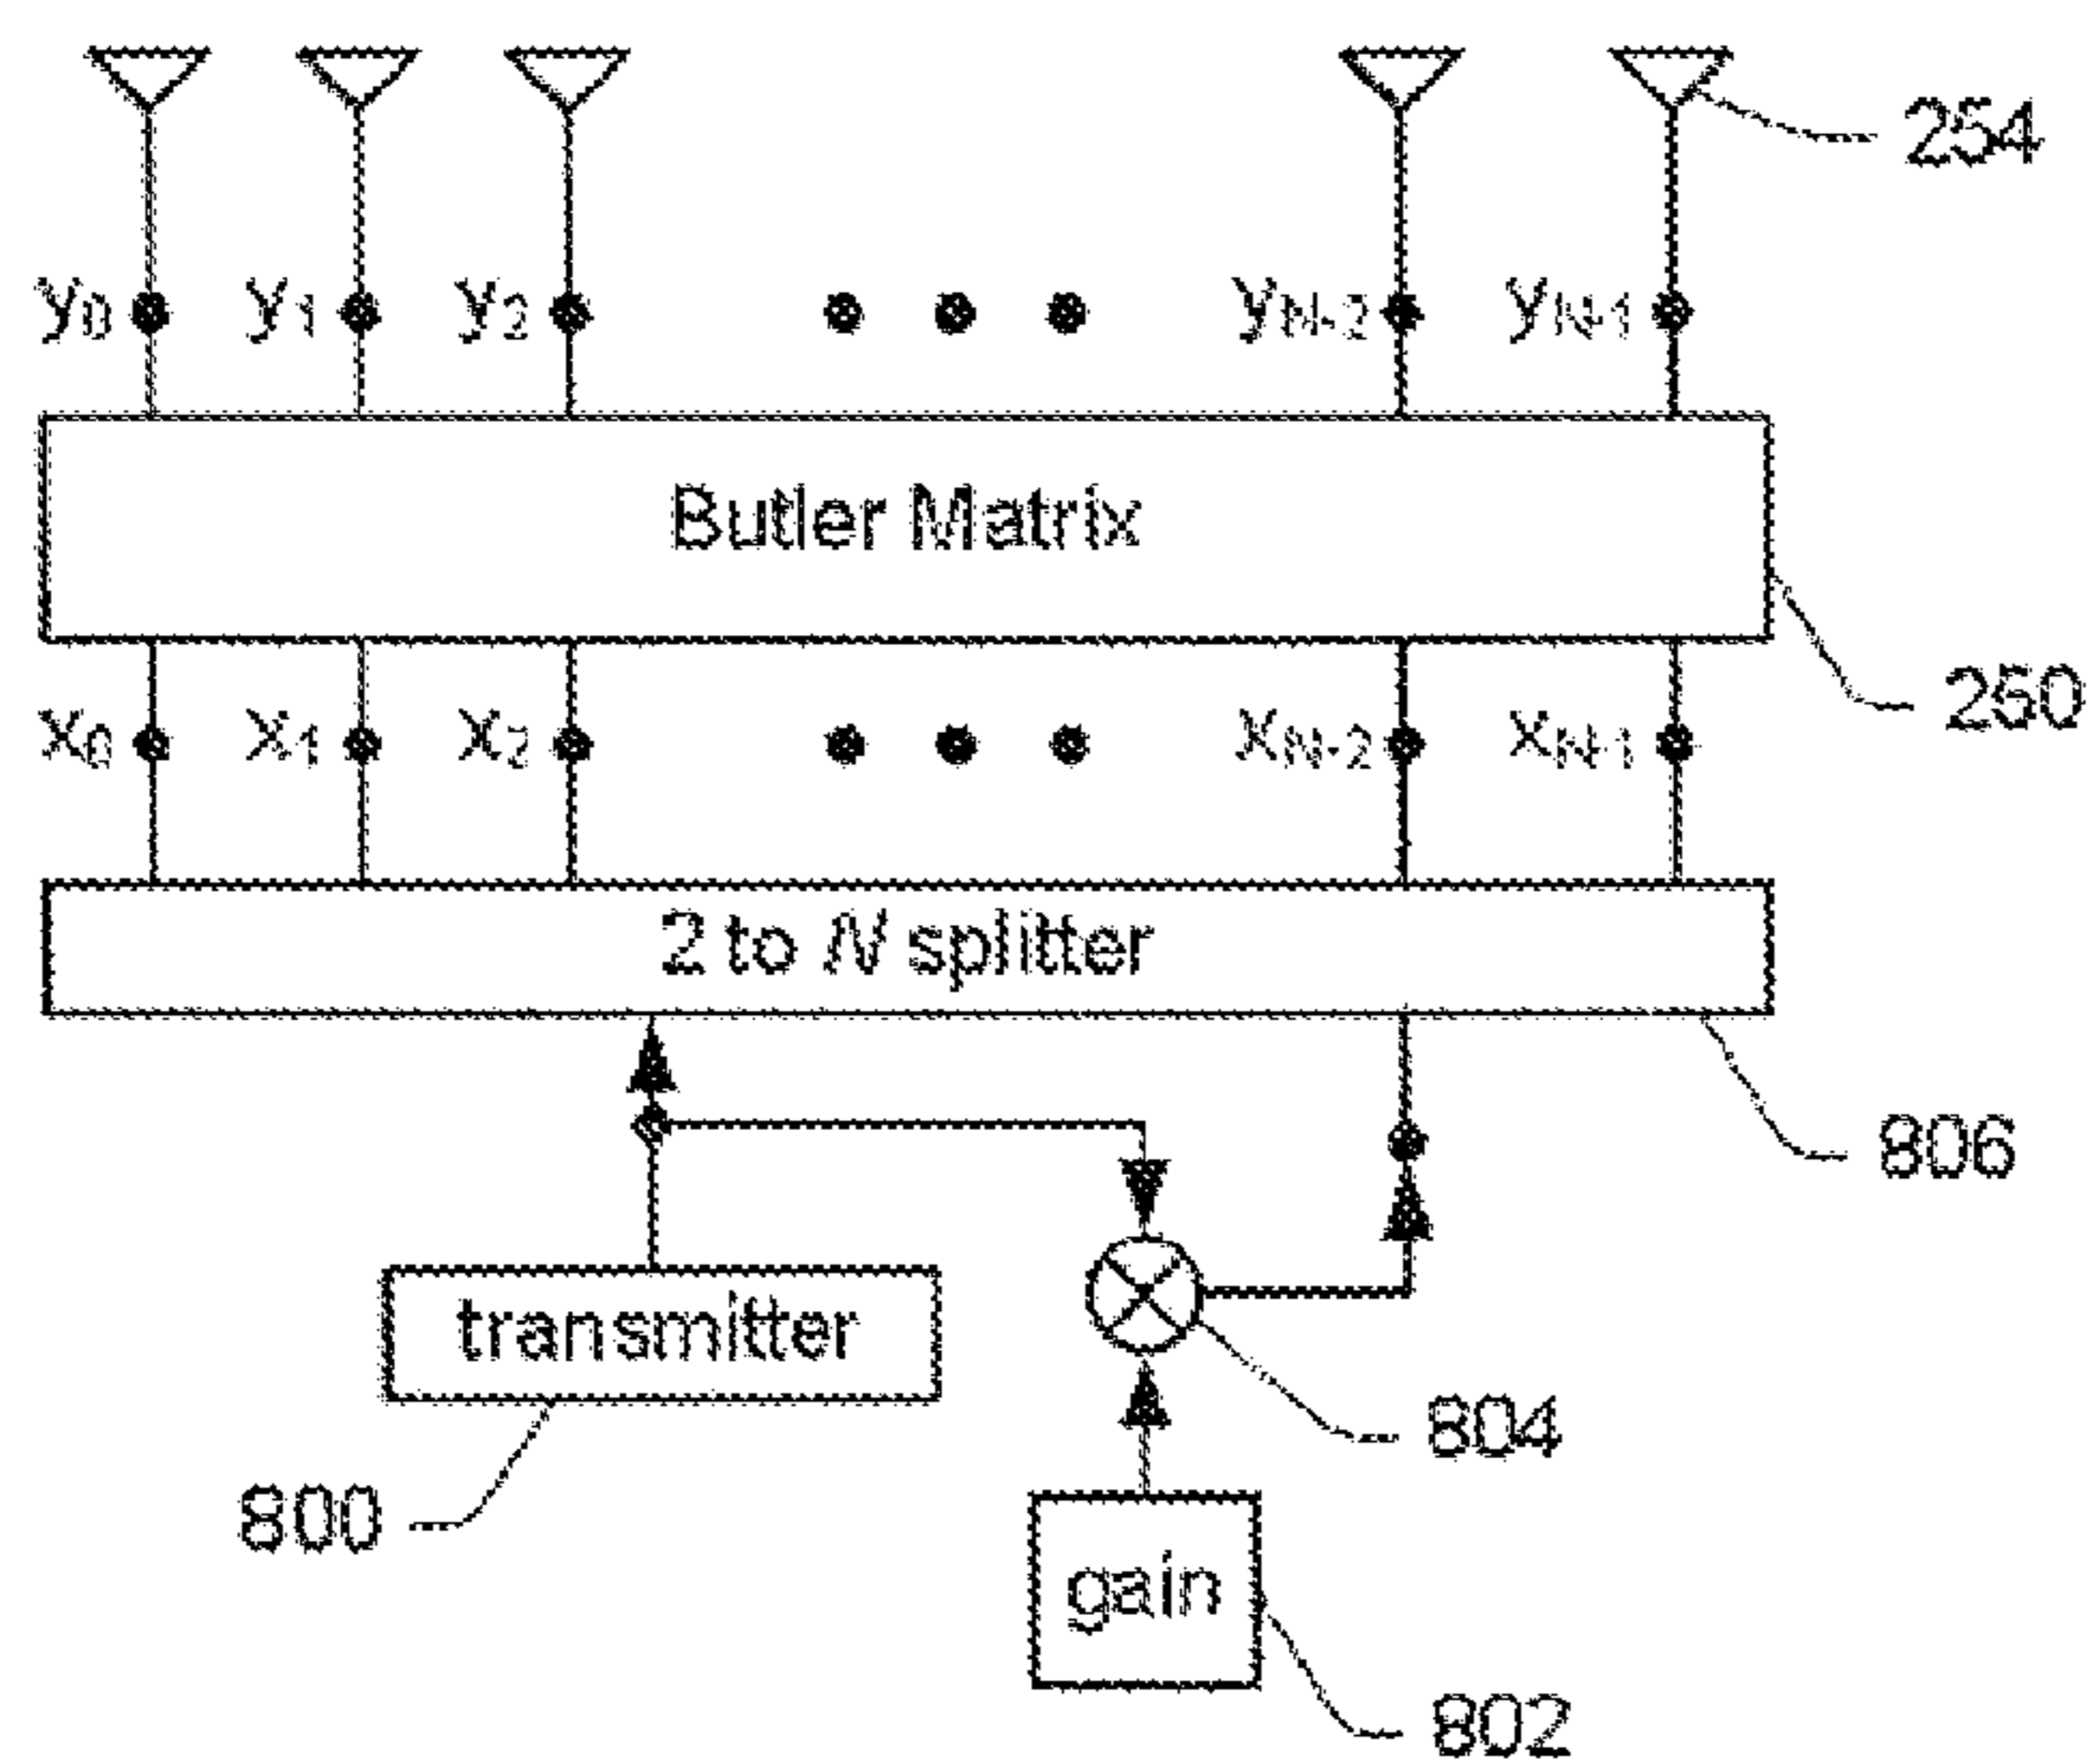 254
y0 y1 y2 yN-2 yN-1
Butler Matrix
250
x0 x1 x2 xN-2 xN-1
2 to N splitter
806
transmitter
804
800
gain
802